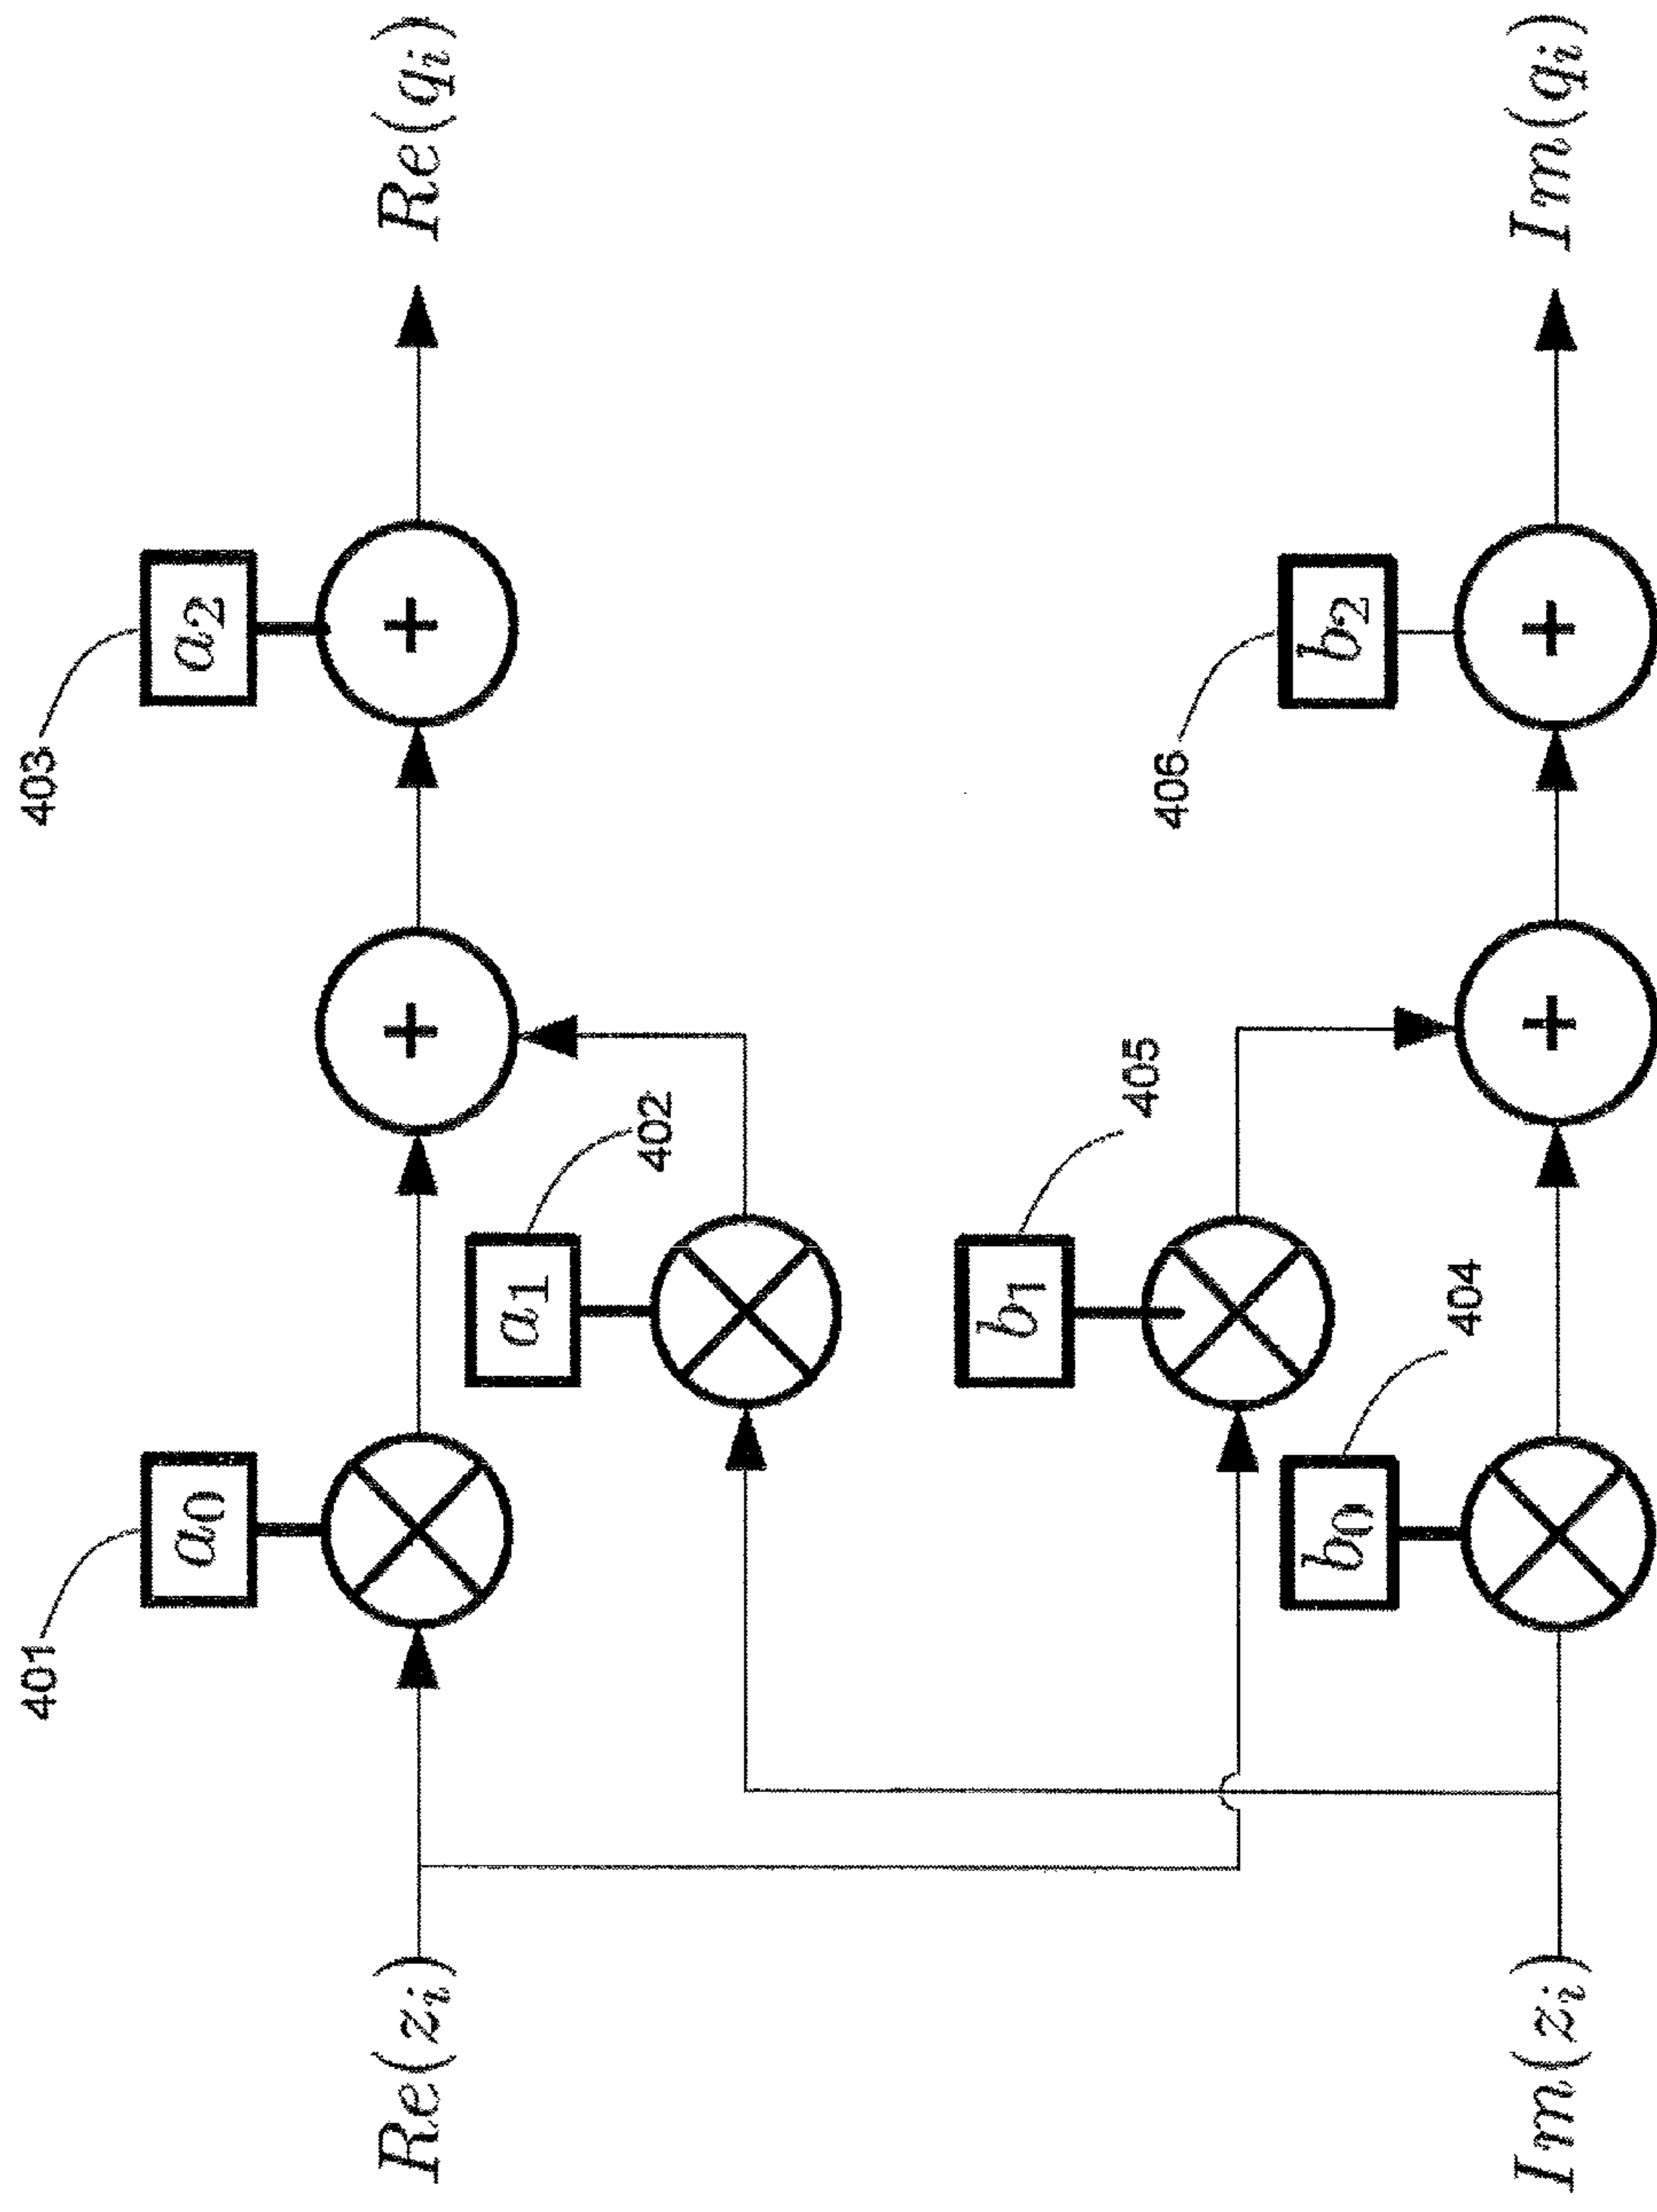 403
401
a₂
Re(qᵢ)
a₀
Re(zᵢ)
402
a₁
405
b₁
406
b₂
Im(qᵢ)
404
b₀
Im(zᵢ)
+
+
+
+